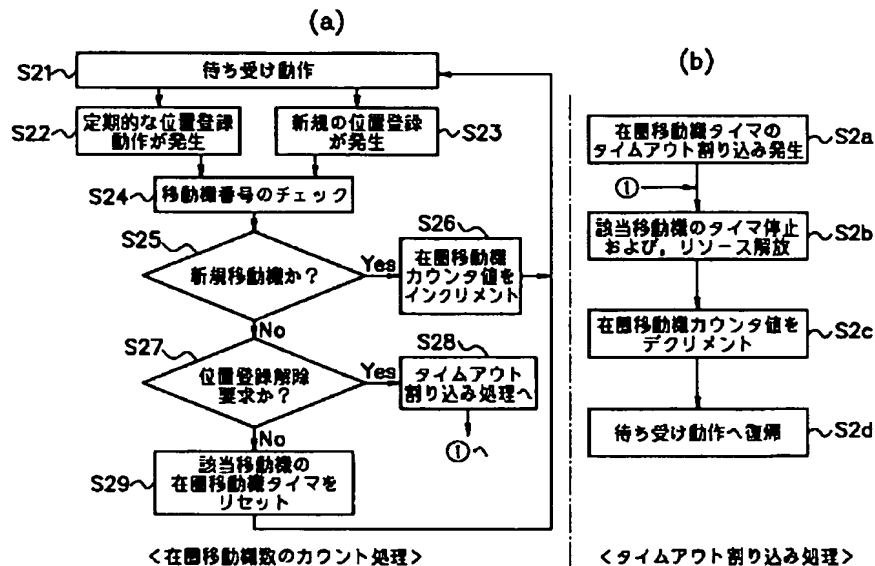 (a)
S21
待ち受け動作
S22
定期的な位置登録
動作が発生
新規の位置登録
が発生
S23
S24
移動機番号のチェック
S25
新規移動機か?
Yes
S26
在圏移動機
カウンタ値を
インクリメント
No
S27
位置登録解除
要求か?
Yes
S28
タイムアウト
割り込み処理へ
①へ
No
S29
該当移動機の
在圏移動機タイマを
リセット
<在圏移動機数のカウント処理>
(b)
在圏移動機タイマの
タイムアウト割り込み発生
S2a
①
該当移動機のタイマ停止
および,リソース解放
S2b
在圏移動機カウンタ値を
デクリメント
S2c
待ち受け動作へ復帰
S2d
<タイムアウト割り込み処理>